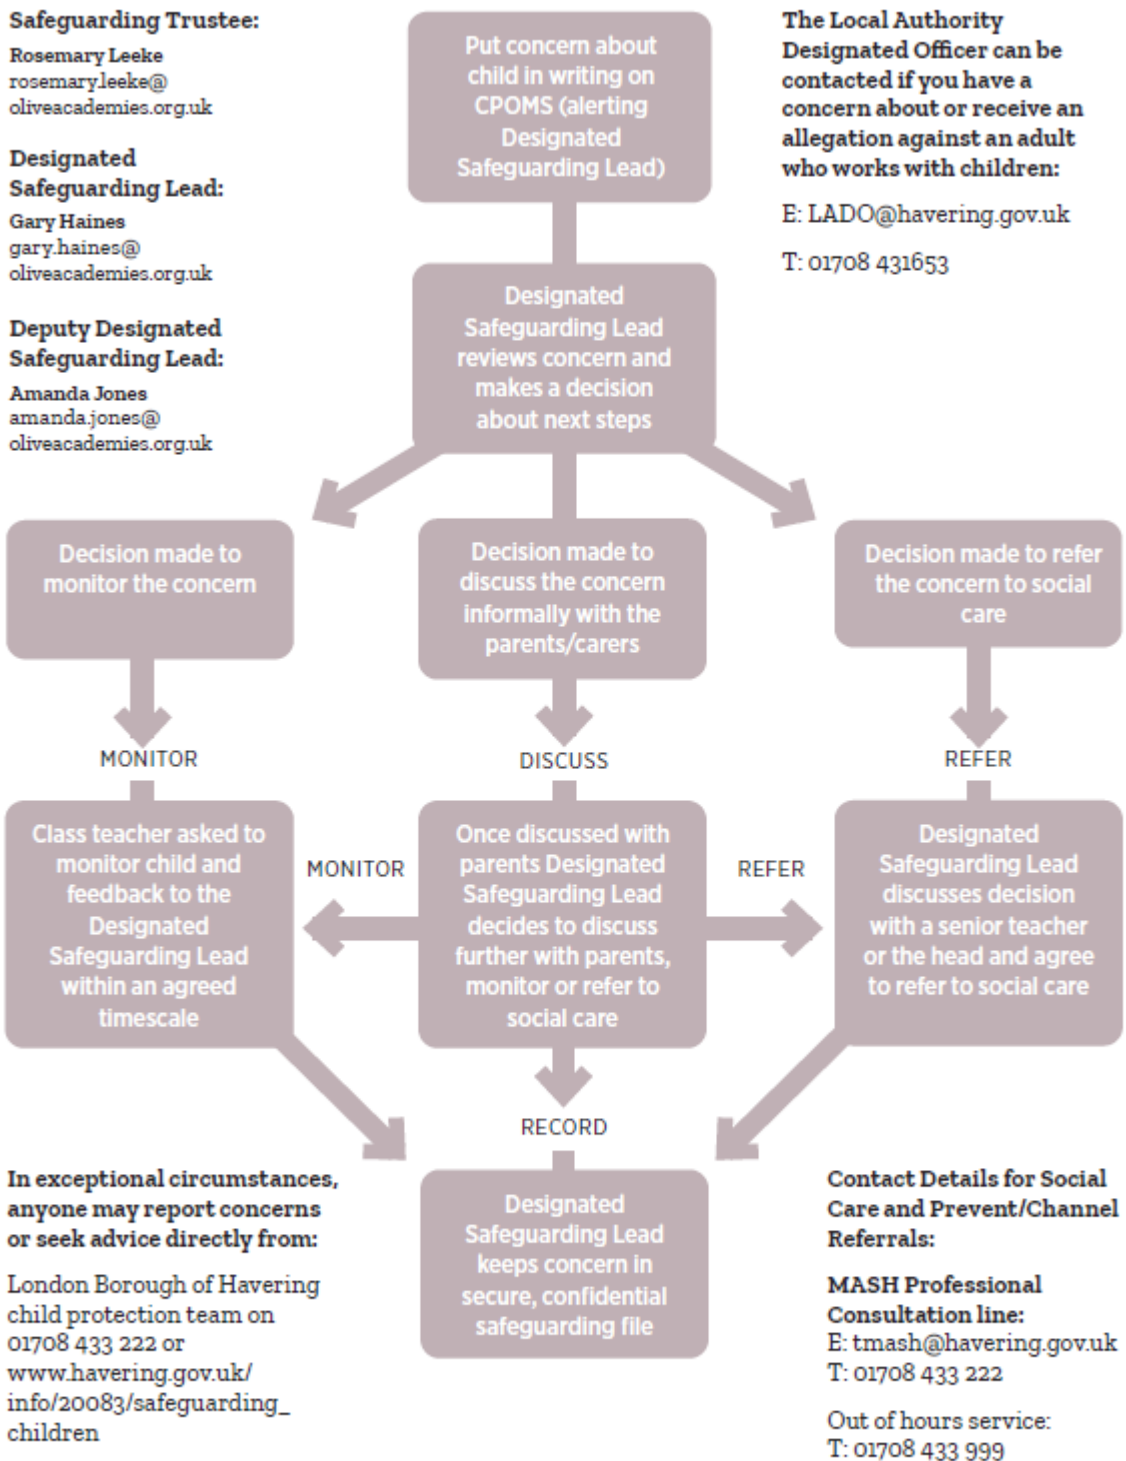 Safeguarding Trustee:
Rosemary Leeke
rosemary.leeke@
oliveacademies.org.uk
Designated
Safeguarding Lead:
Gary Haines
gary.haines@
oliveacademies.org.uk
Deputy Designated
Safeguarding Lead:
Amanda Jones
amanda.jones@
oliveacademies.org.uk
Put concern about
child in writing on
CPOMS (alerting
Designated
Safeguarding Lead)
The Local Authority
Designated Officer can be
contacted if you have a
concern about or receive an
allegation against an adult
who works with children:
E: LADO@havering.gov.uk
T: 01708 431653
Designated
Safeguarding Lead
reviews concern and
makes a decision
about next steps
Decision made to
monitor the concern
Decision made to
discuss the concern
informally with the
parents/carers
Decision made to refer
the concern to social
care
MONITOR
DISCUSS
REFER
Class teacher asked to
monitor child and
feedback to the
Designated
Safeguarding Lead
within an agreed
timescale
MONITOR
Once discussed with
parents Designated
Safeguarding Lead
decides to discuss
further with parents,
monitor or refer to
social care
REFER
Designated
Safeguarding Lead
discusses decision
with a senior teacher
or the head and agree
to refer to social care
RECORD
In exceptional circumstances,
anyone may report concerns
or seek advice directly from:
London Borough of Havering
child protection team on
01708 433 222 or
www.havering.gov.uk/
info/20083/safeguarding_
children
Designated
Safeguarding Lead
keeps concern in
secure, confidential
safeguarding file
Contact Details for Social
Care and Prevent/Channel
Referrals:
MASH Professional
Consultation line:
E: tmash@havering.gov.uk
T: 01708 433 222
Out of hours service:
T: 01708 433 999